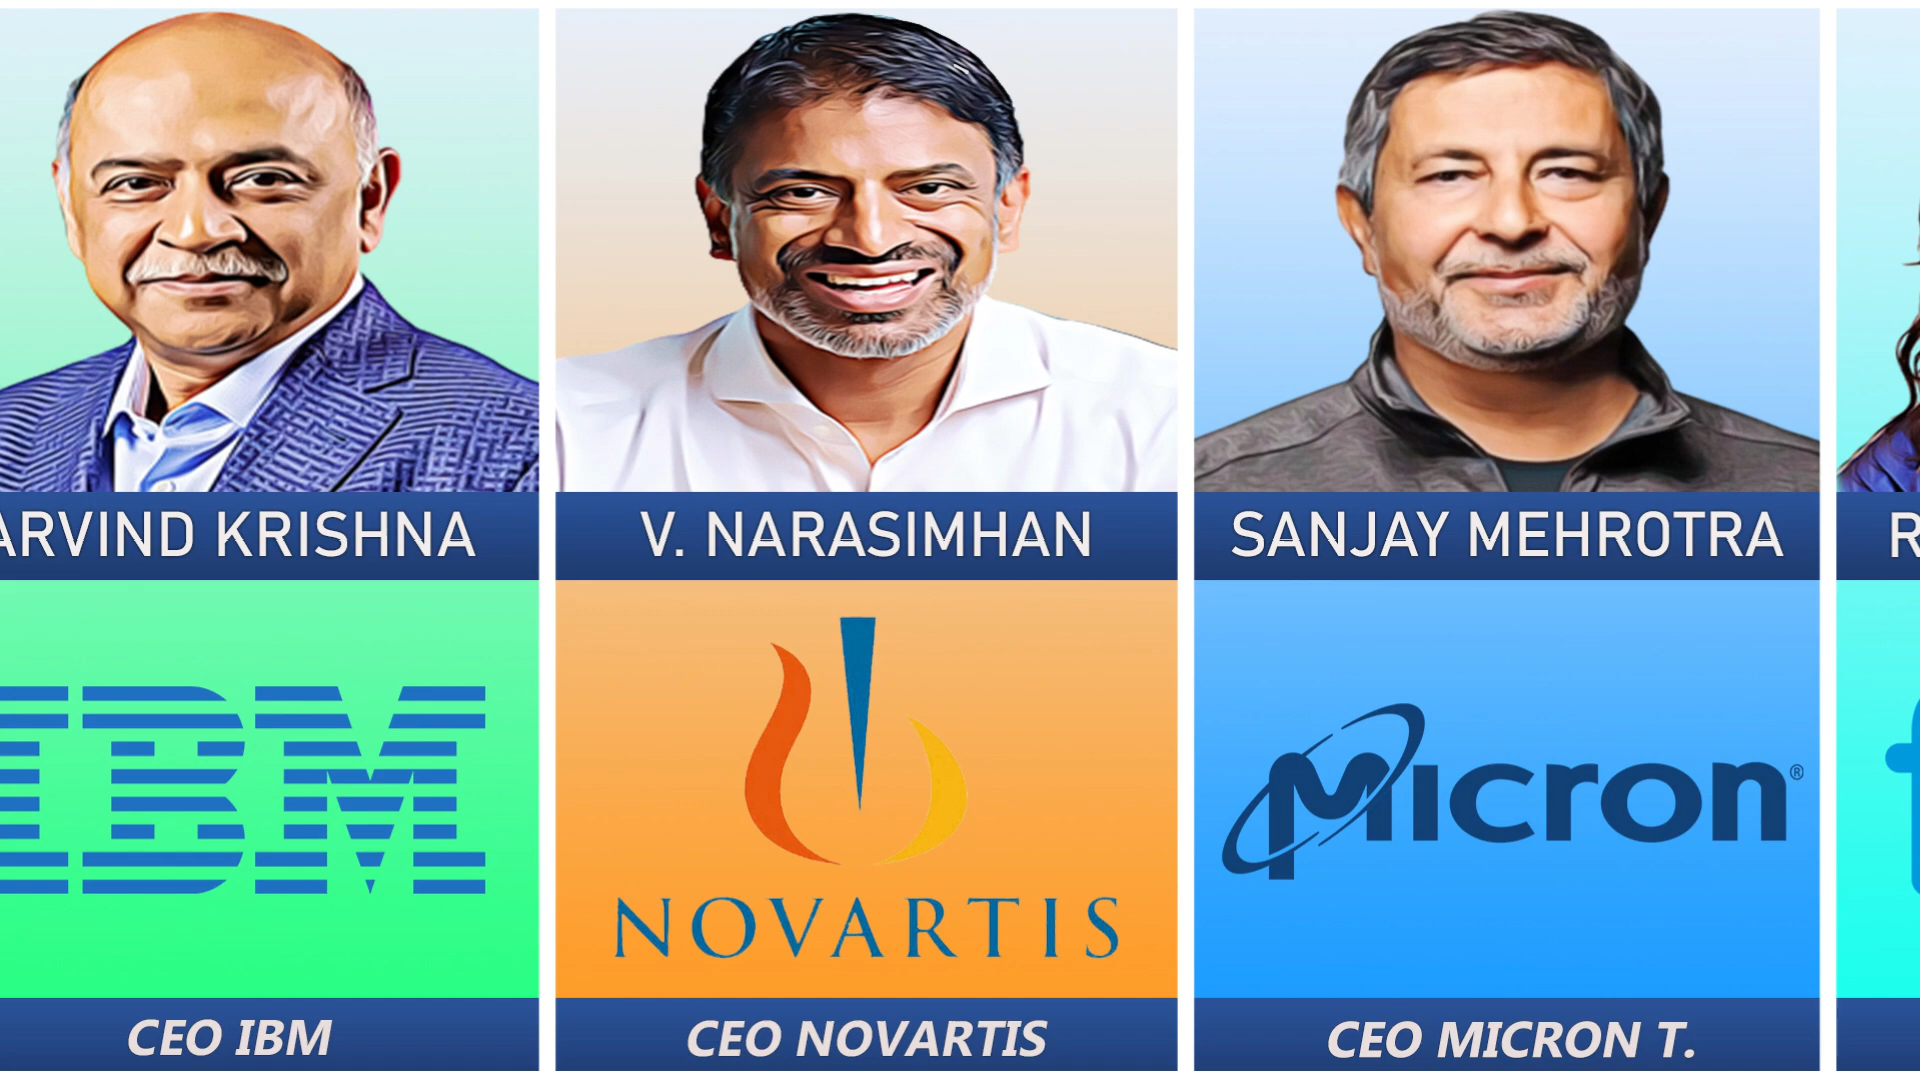 ARVIND KRISHNA
V. NARASIMHAN
SANJAY MEHROTRA
R
IBM
NOVARTIS
Micron®
CEO IBM
CEO NOVARTIS
CEO MICRON T.